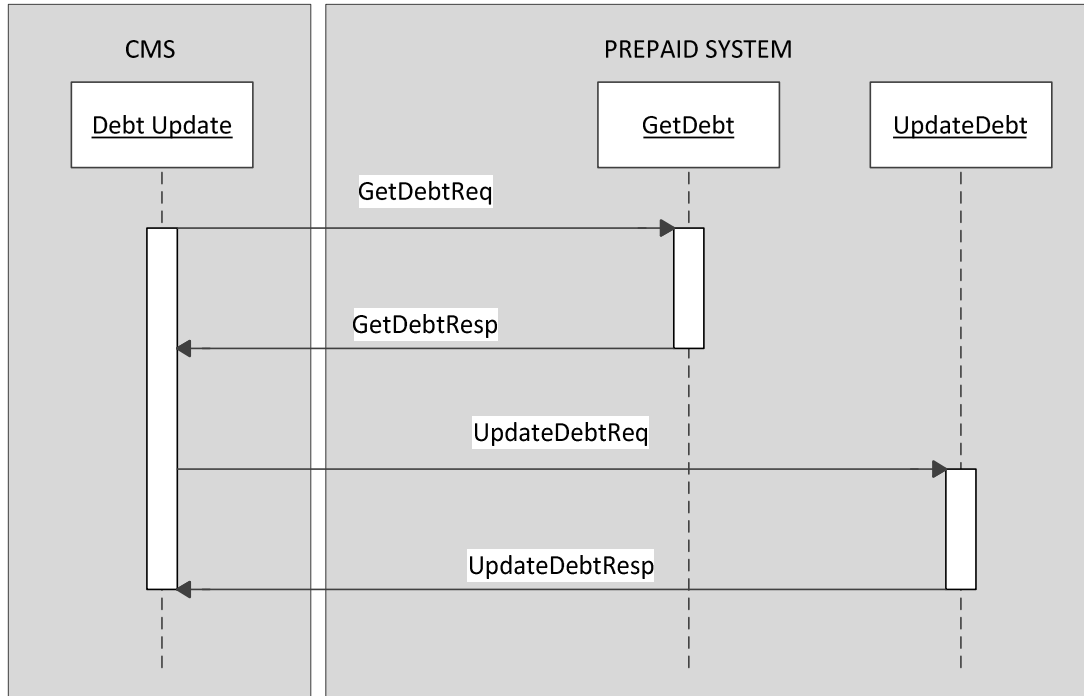 CMS
PREPAID SYSTEM
Debt Update
GetDebt
UpdateDebt
GetDebtReq
GetDebtResp
UpdateDebtReq
UpdateDebtResp